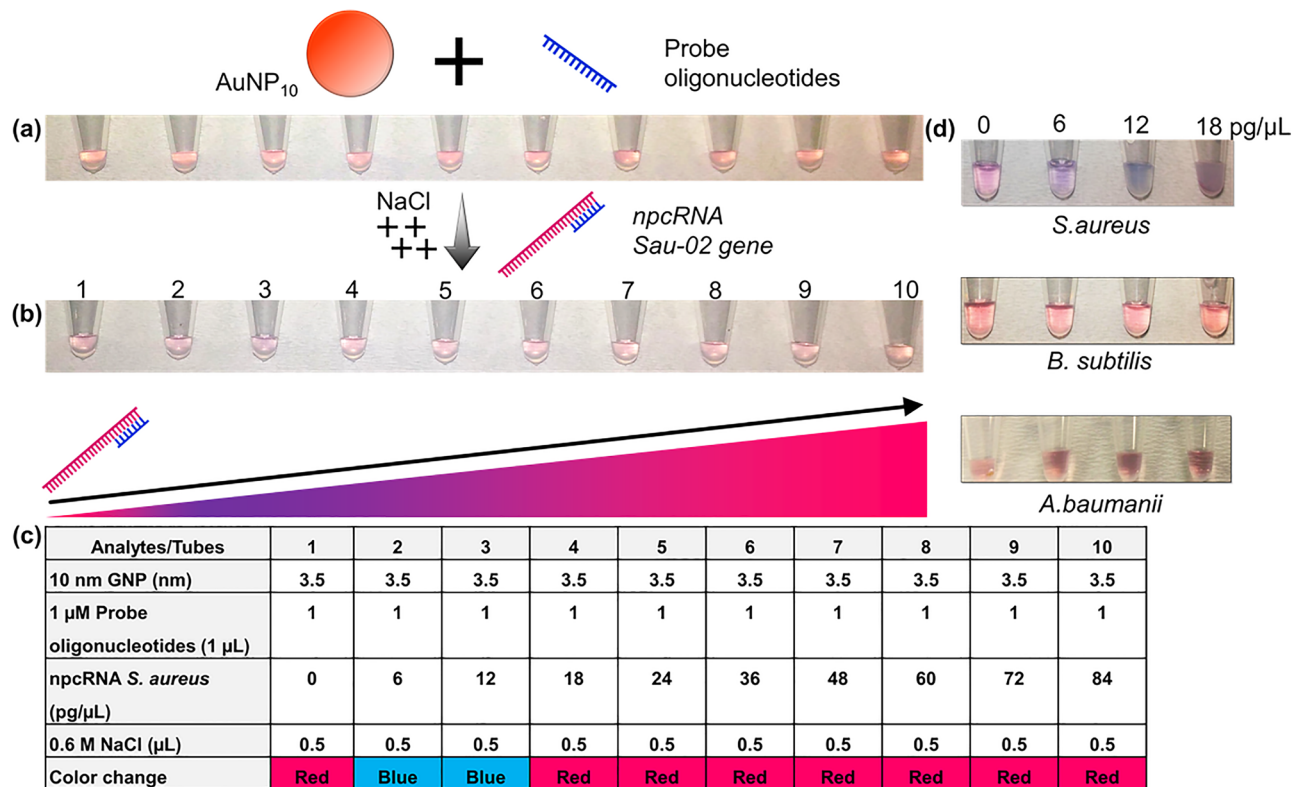 AuNP10
+
Probe
oligonucleotides
(a)
NaCl
++
++
npcRNA
Sau-02 gene
(b)
1 2 3 4 5 6 7 8 9 10
(d)
0 6 12 18 pg/µL
S.aureus
B. subtilis
A.baumanii
(c)
Analytes/Tubes 1 2 3 4 5 6 7 8 9 10
10 nm GNP (nm) 3.5 3.5 3.5 3.5 3.5 3.5 3.5 3.5 3.5 3.5
1 µM Probe
oligonucleotides (1 µL) 1 1 1 1 1 1 1 1 1 1
npcRNA S. aureus
(pg/µL) 0 6 12 18 24 36 48 60 72 84
0.6 M NaCl (µL) 0.5 0.5 0.5 0.5 0.5 0.5 0.5 0.5 0.5 0.5
Color change Red Blue Blue Red Red Red Red Red Red Red